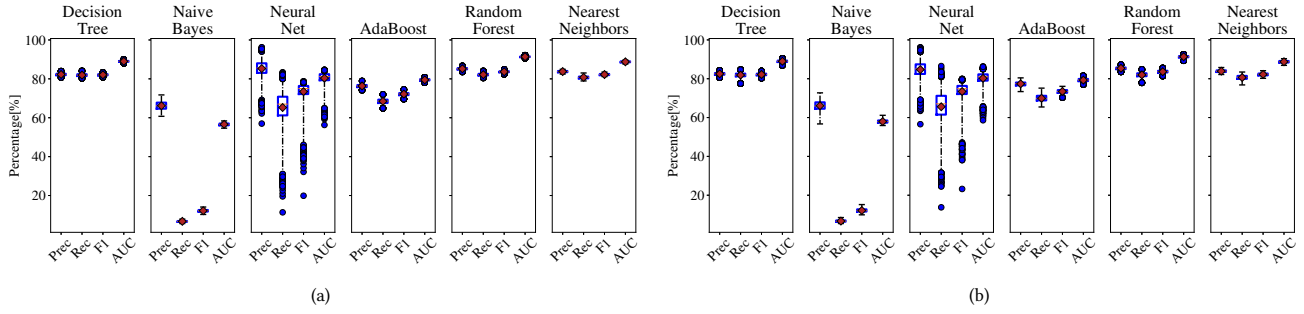 Decision
Tree
Naive
Bayes
Neural
Net
AdaBoost
Random
Forest
Nearest
Neighbors
Percentage[%]
100
80
60
40
20
Prec Rec F1 AUC
Prec Rec F1 AUC
Prec Rec F1 AUC
Prec Rec F1 AUC
Prec Rec F1 AUC
Prec Rec F1 AUC
(a)
Decision
Tree
Naive
Bayes
Neural
Net
AdaBoost
Random
Forest
Nearest
Neighbors
Percentage[%]
100
80
60
40
20
Prec Rec F1 AUC
Prec Rec F1 AUC
Prec Rec F1 AUC
Prec Rec F1 AUC
Prec Rec F1 AUC
Prec Rec F1 AUC
(b)